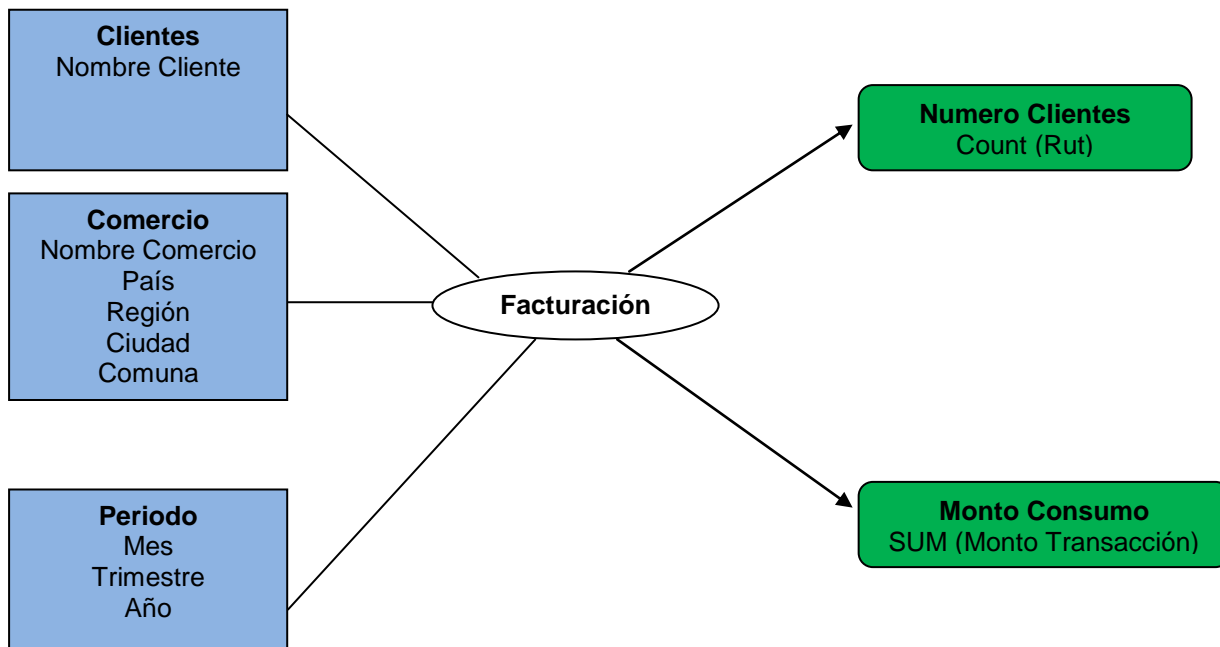 Clientes
Nombre Cliente
Comercio
Nombre Comercio
País
Región
Ciudad
Comuna
Periodo
Mes
Trimestre
Año
Facturación
Numero Clientes
Count (Rut)
Monto Consumo
SUM (Monto Transacción)